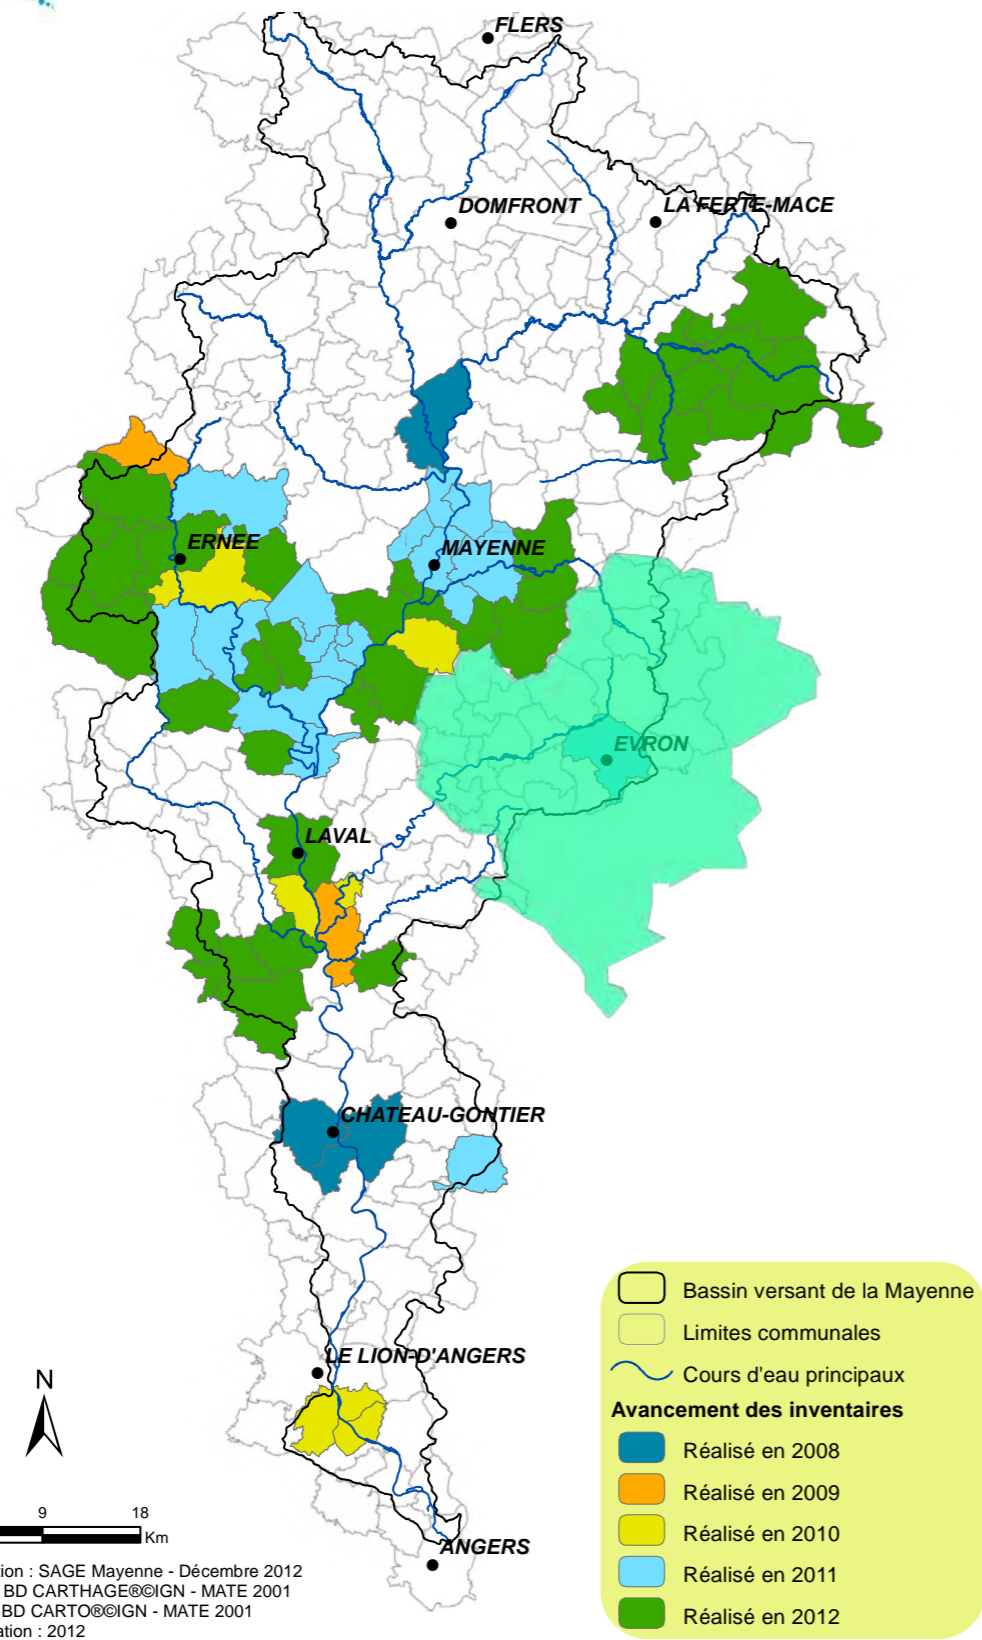 FLERS
DOMFRONT
LA FERTE-MACE
ERNEE
MAYENNE
EVRON
LAVAL
CHATEAU-GONTIER
LE LION-D'ANGERS
ANGERS
N
9 18
Km
tion : SAGE Mayenne - Décembre 2012
BD CARTHAGE®©IGN - MATE 2001
BD CARTO®©IGN - MATE 2001
ation : 2012
Bassin versant de la Mayenne
Limites communales
Cours d'eau principaux
Avancement des inventaires
Réalisé en 2008
Réalisé en 2009
Réalisé en 2010
Réalisé en 2011
Réalisé en 2012